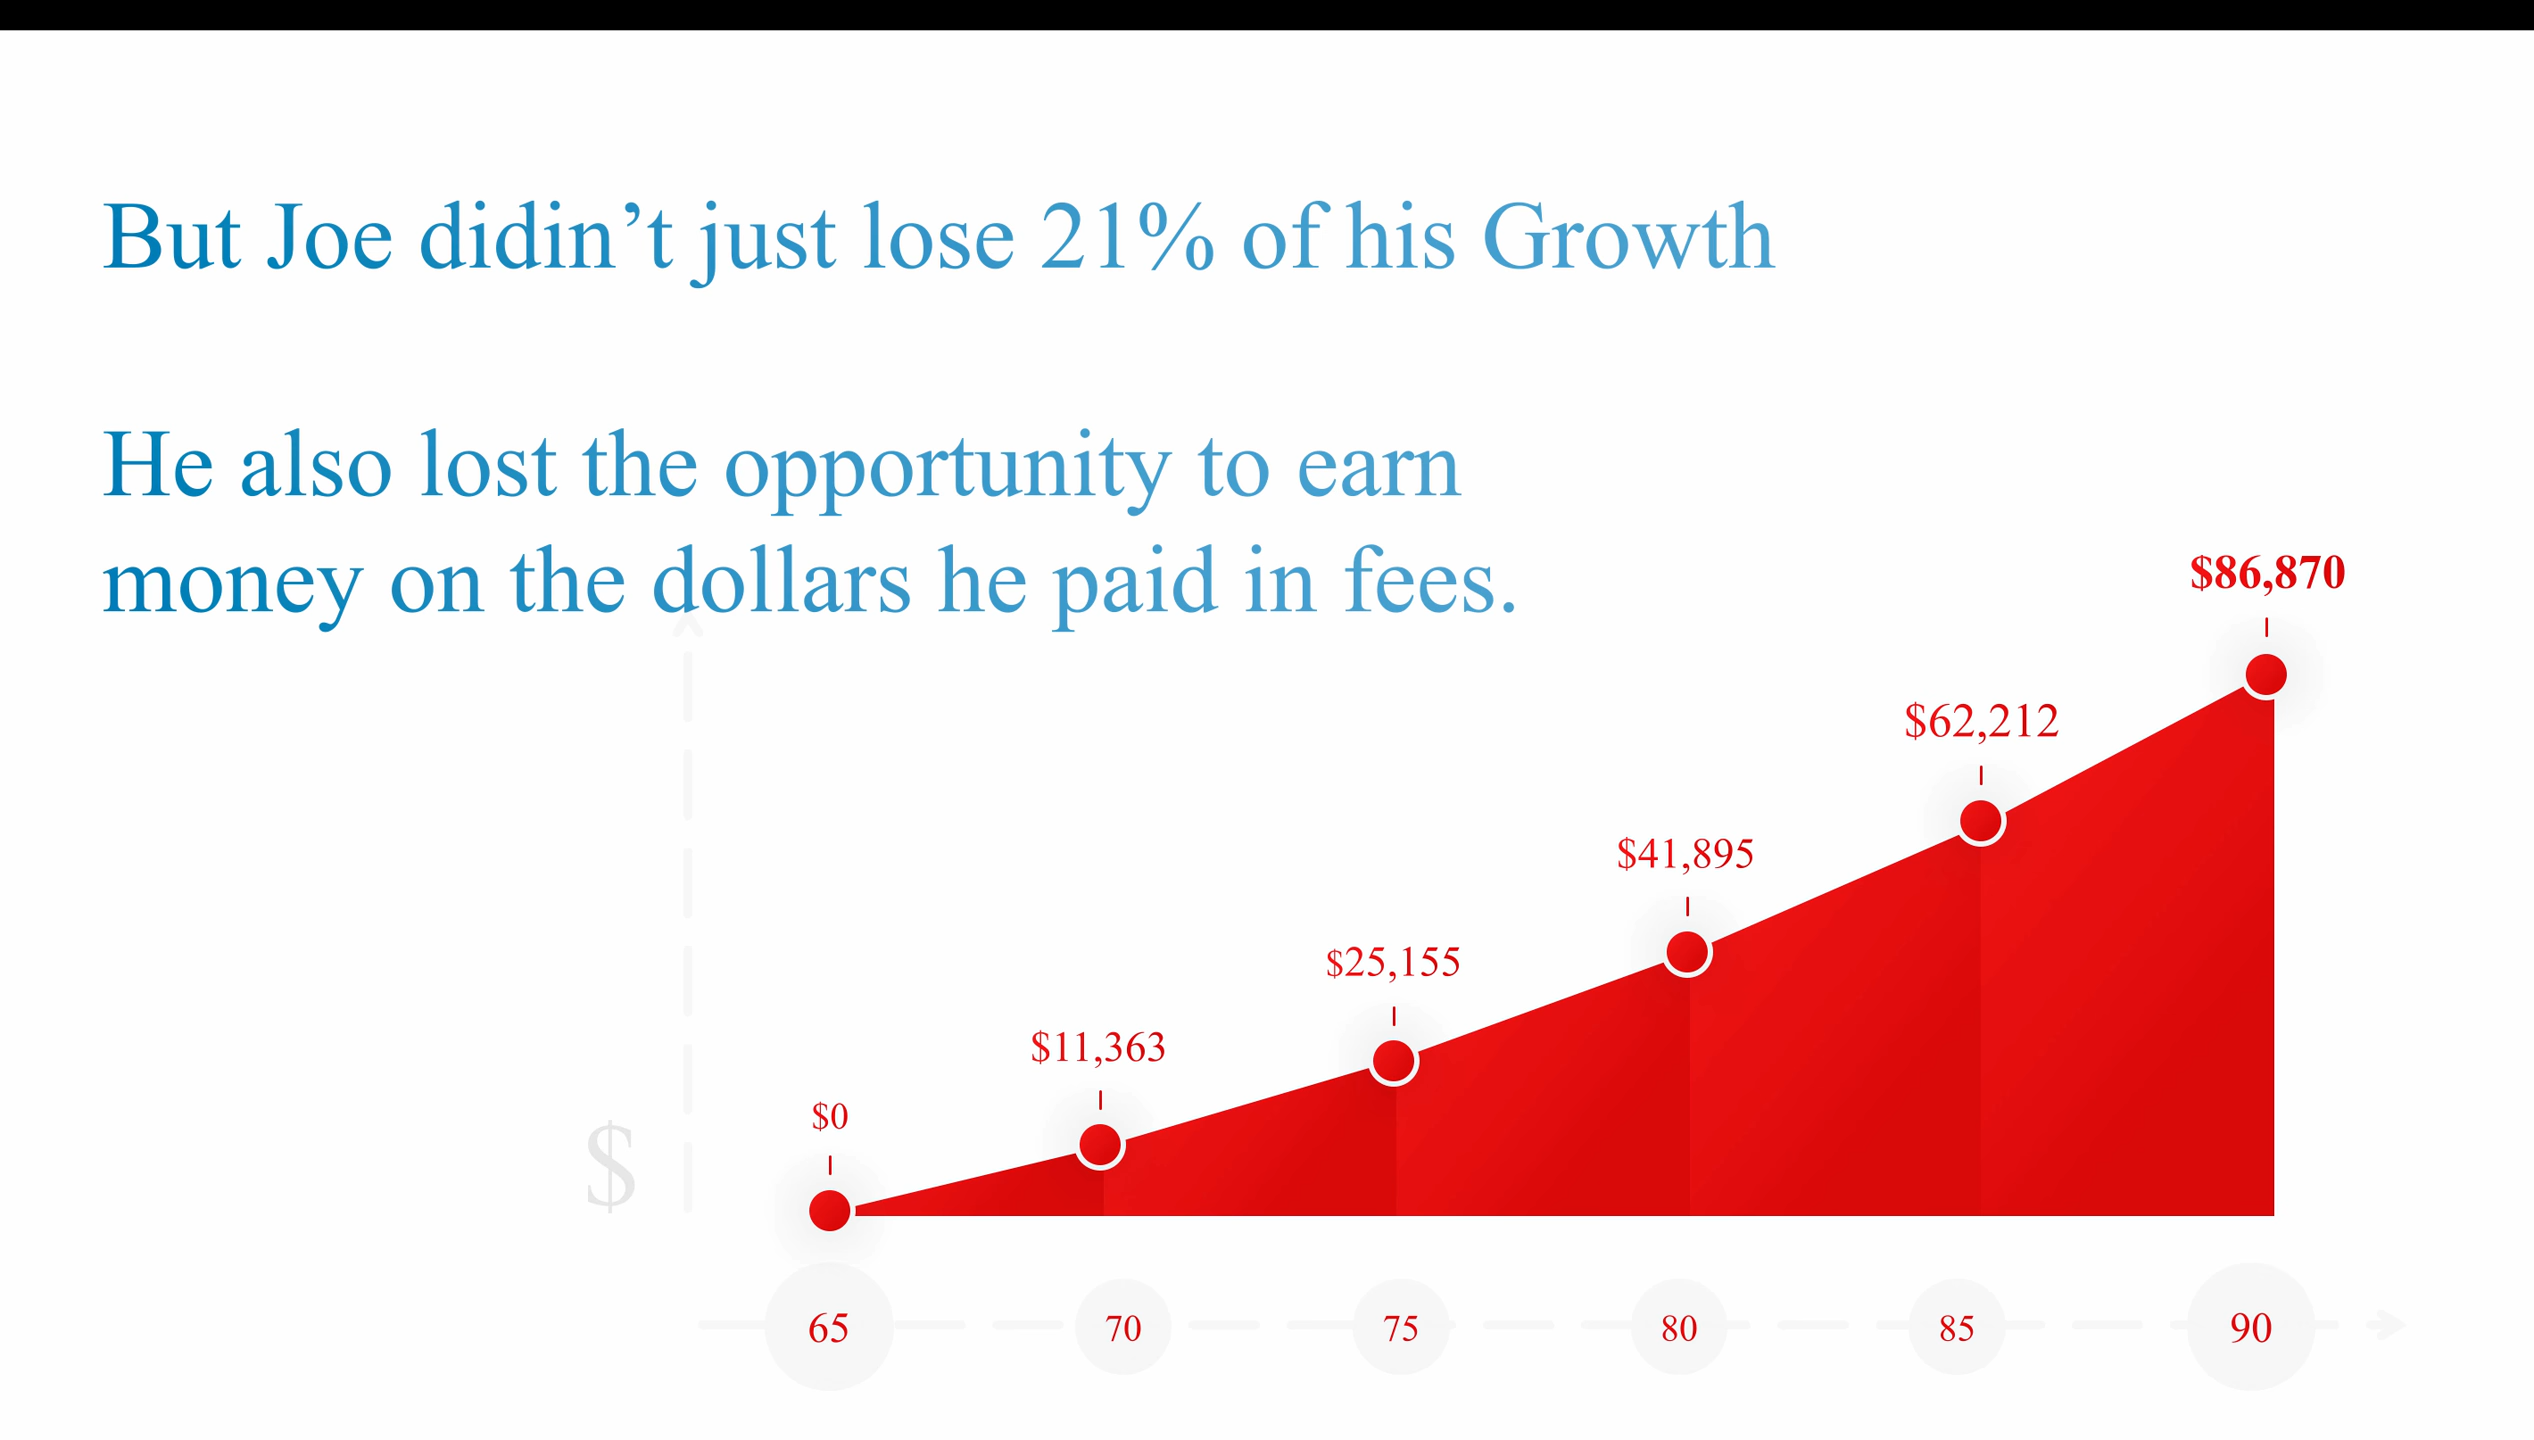 But Joe didin’t just lose 21% of his Growth
He also lost the opportunity to earn
money on the dollars he paid in fees.
$86,870
$62,212
$41,895
$25,155
$11,363
$0
$
65 70 75 80 85 90